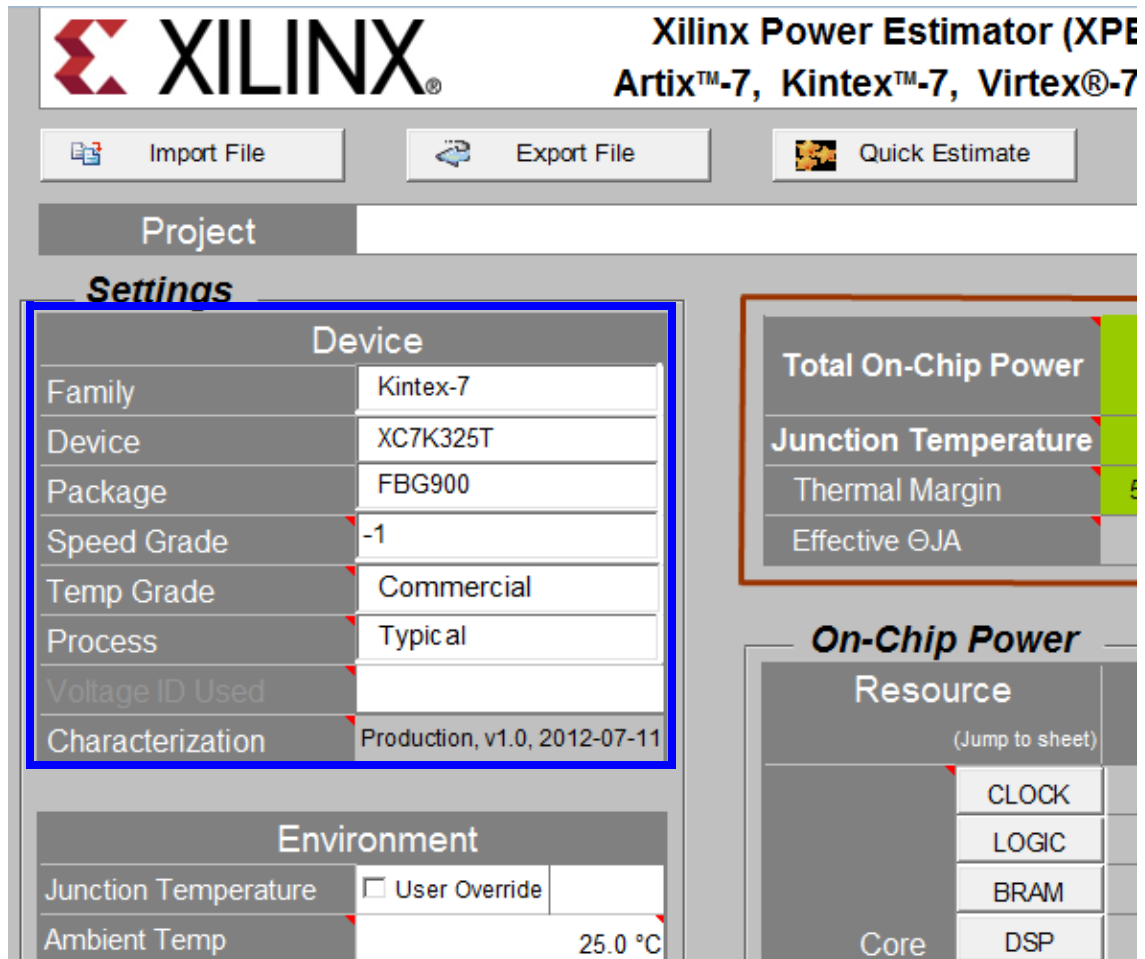 XILINX®
Xilinx Power Estimator (XPE
Artix™-7, Kintex™-7, Virtex®-7
Import File
Export File
Quick Estimate
Project
Settings
Device
Family Kintex-7
Device XC7K325T
Package FBG900
Speed Grade -1
Temp Grade Commercial
Process Typical
Voltage ID Used
Characterization Production, v1.0, 2012-07-11
Environment
Junction Temperature User Override
Ambient Temp 25.0 °C
Total On-Chip Power
Junction Temperature
Thermal Margin 5
Effective ΘJA
On-Chip Power
Resource
(Jump to sheet)
CLOCK
LOGIC
BRAM
Core DSP